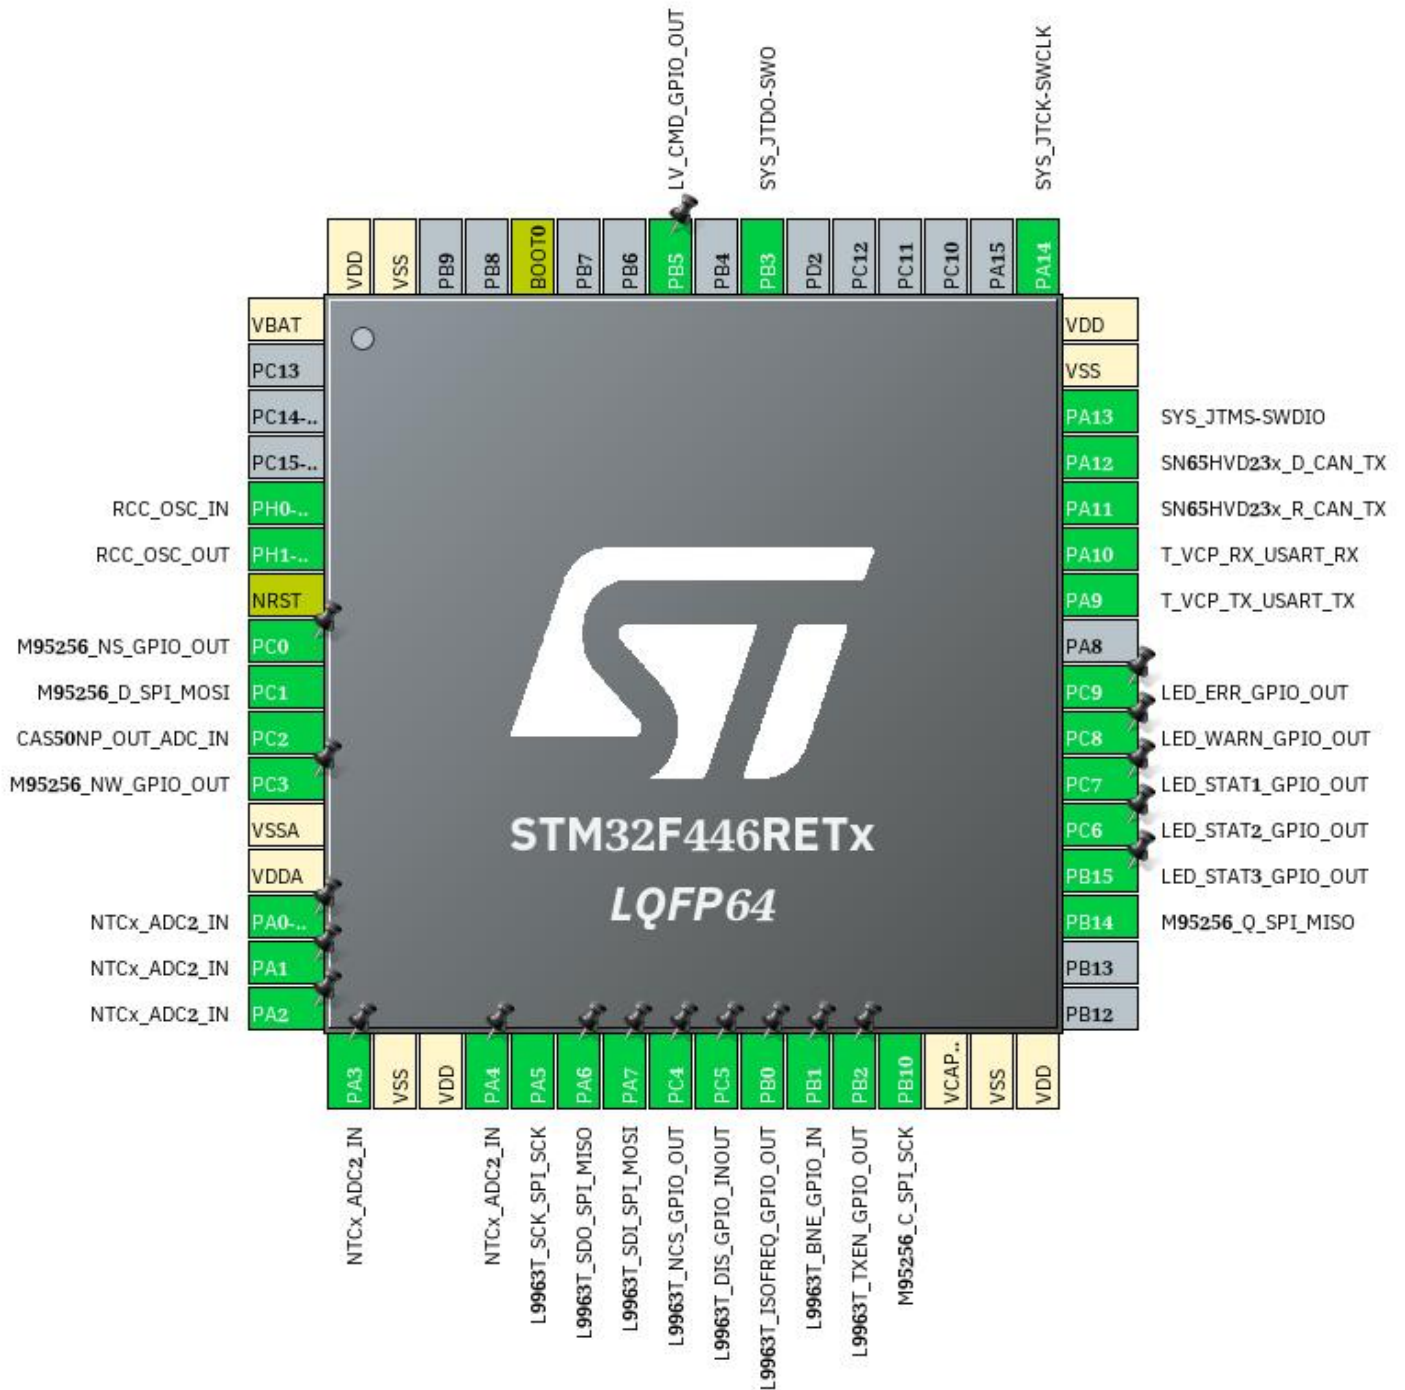 LV_CMD_GPIO_OUT
SYS_JTDO-SWO
SYS_JTCK-SWCLK
VDD
VSS
PB9
PB8
BOOT0
PB7
PB6
PB5
PB4
PB3
PD2
PC12
PC11
PC10
PA15
PA14
VBAT
PC13
PC14-..
PC15-..
RCC_OSC_IN PH0-..
RCC_OSC_OUT PH1-..
NRST
M95256_NS_GPIO_OUT PC0
M95256_D_SPI_MOSI PC1
CAS50NP_OUT_ADC_IN PC2
M95256_NW_GPIO_OUT PC3
VSSA
VDDA
NTCx_ADC2_IN PA0-..
NTCx_ADC2_IN PA1
NTCx_ADC2_IN PA2
STM32F446RETx
LQFP64
VDD
VSS
PA13 SYS_JTMS-SWDIO
PA12 SN65HVD23x_D_CAN_TX
PA11 SN65HVD23x_R_CAN_TX
PA10 T_VCP_RX_USART_RX
PA9 T_VCP_TX_USART_TX
PA8
PC9 LED_ERR_GPIO_OUT
PC8 LED_WARN_GPIO_OUT
PC7 LED_STAT1_GPIO_OUT
PC6 LED_STAT2_GPIO_OUT
PB15 LED_STAT3_GPIO_OUT
PB14 M95256_Q_SPI_MISO
PB13
PB12
PA3
VSS
VDD
PA4
PA5
PA6
PA7
PC4
PC5
PB0
PB1
PB2
PB10
VCAP..
VSS
VDD
NTCx_ADC2_IN
NTCx_ADC2_IN
L9963T_SCK_SPI_SCK
L9963T_SDO_SPI_MISO
L9963T_SDI_SPI_MOSI
L9963T_NCS_GPIO_OUT
L9963T_DIS_GPIO_INOUT
L9963T_ISOFREQ_GPIO_OUT
L9963T_BNE_GPIO_IN
L9963T_TXEN_GPIO_OUT
M95256_C_SPI_SCK